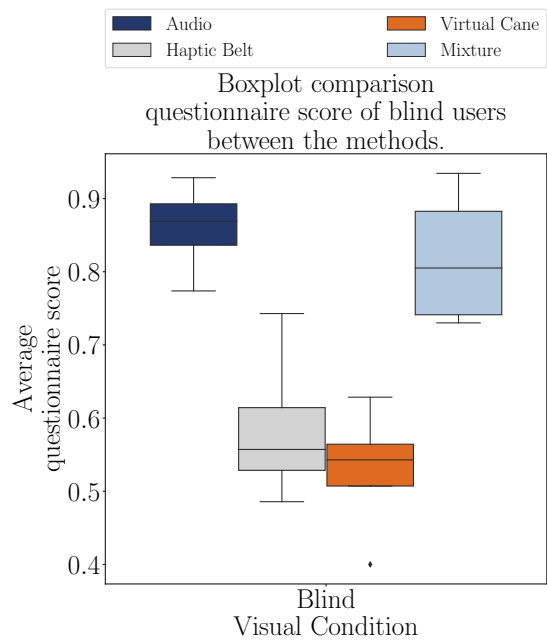 Audio
Haptic Belt
Virtual Cane
Mixture
Boxplot comparison
questionnaire score of blind users
between the methods.
0.9
0.8
0.7
0.6
0.5
0.4
Average
questionnaire score
Blind
Visual Condition